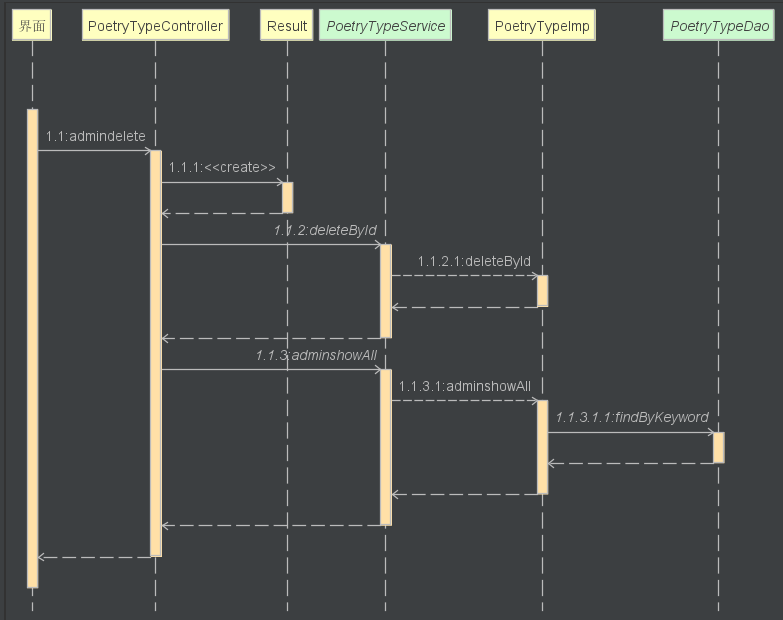 界面
PoetryTypeController
Result
PoetryTypeService
PoetryTypeImp
PoetryTypeDao
1.1:admindelete
1.1.1:<<create>>
1.1.2:deleteById
1.1.2.1:deleteById
1.1.3:adminshowAll
1.1.3.1:adminshowAll
1.1.3.1.1:findByKeyword